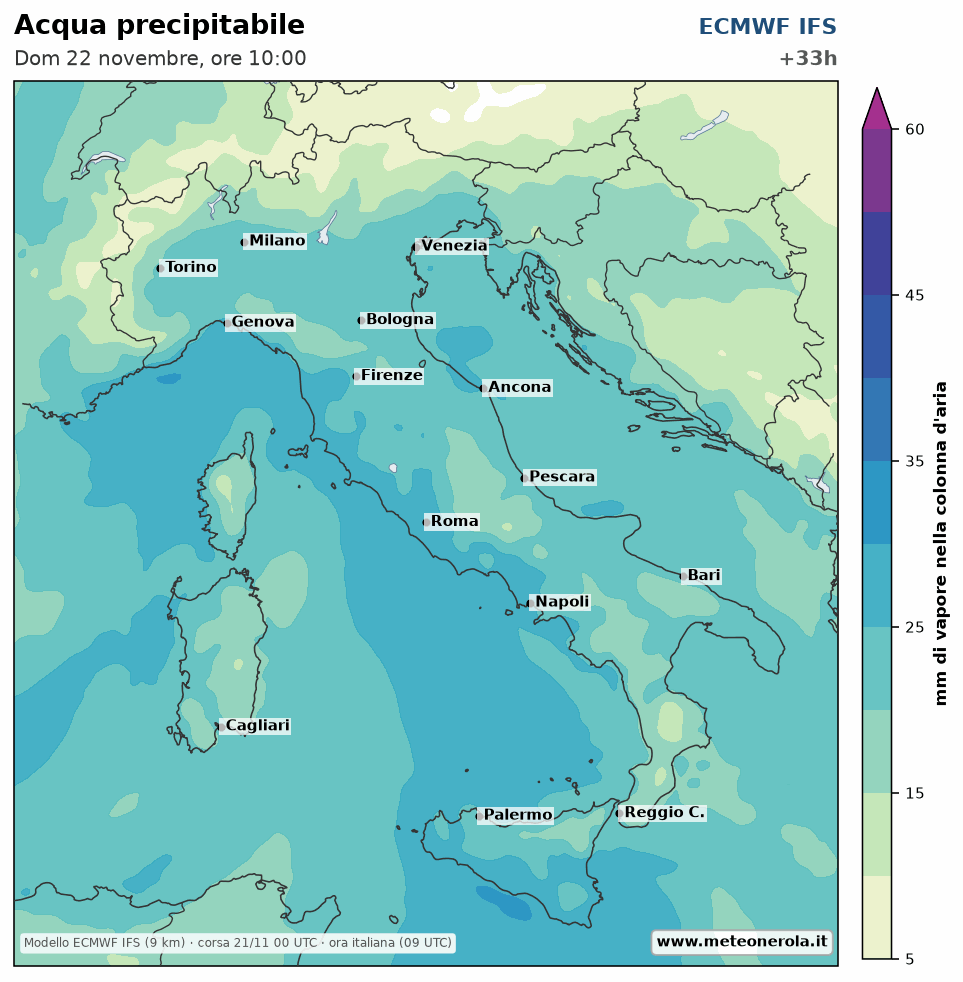 Acqua precipitabile
ECMWF IFS
Dom 22 novembre, ore 10:00
+33h
60
45
35
25
15
5
mm di vapore nella colonna d'aria
Milano
Venezia
Torino
Genova
Bologna
Firenze
Ancona
Pescara
Roma
Bari
Napoli
Cagliari
Palermo
Reggio C.
Modello ECMWF IFS (9 km) · corsa 21/11 00 UTC · ora italiana (09 UTC)
www.meteonerola.it